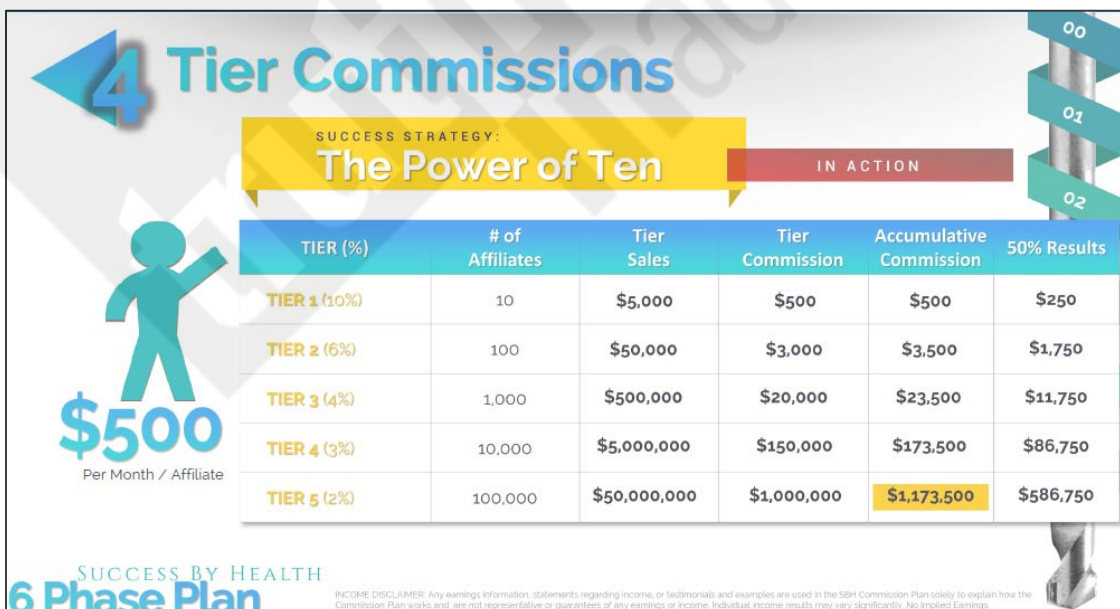 4 Tier Commissions
SUCCESS STRATEGY:
The Power of Ten
IN ACTION
00
01
02
TIER (%) # of Affiliates Tier Sales Tier Commission Accumulative Commission 50% Results
TIER 1 (10%) 10 $5,000 $500 $500 $250
TIER 2 (6%) 100 $50,000 $3,000 $3,500 $1,750
TIER 3 (4%) 1,000 $500,000 $20,000 $23,500 $11,750
TIER 4 (3%) 10,000 $5,000,000 $150,000 $173,500 $86,750
TIER 5 (2%) 100,000 $50,000,000 $1,000,000 $1,173,500 $586,750
$500
Per Month / Affiliate
SUCCESS BY HEALTH
6 Phase Plan
INCOME DISCLAIMER: Any earnings information, statements regarding income, or testimonials and examples are used in the SBH Commission Plan solely to explain how the
Commission Plan works and are not representative or guarantees of any earnings or income. Individual income results may vary significantly. No Implied Earnings.